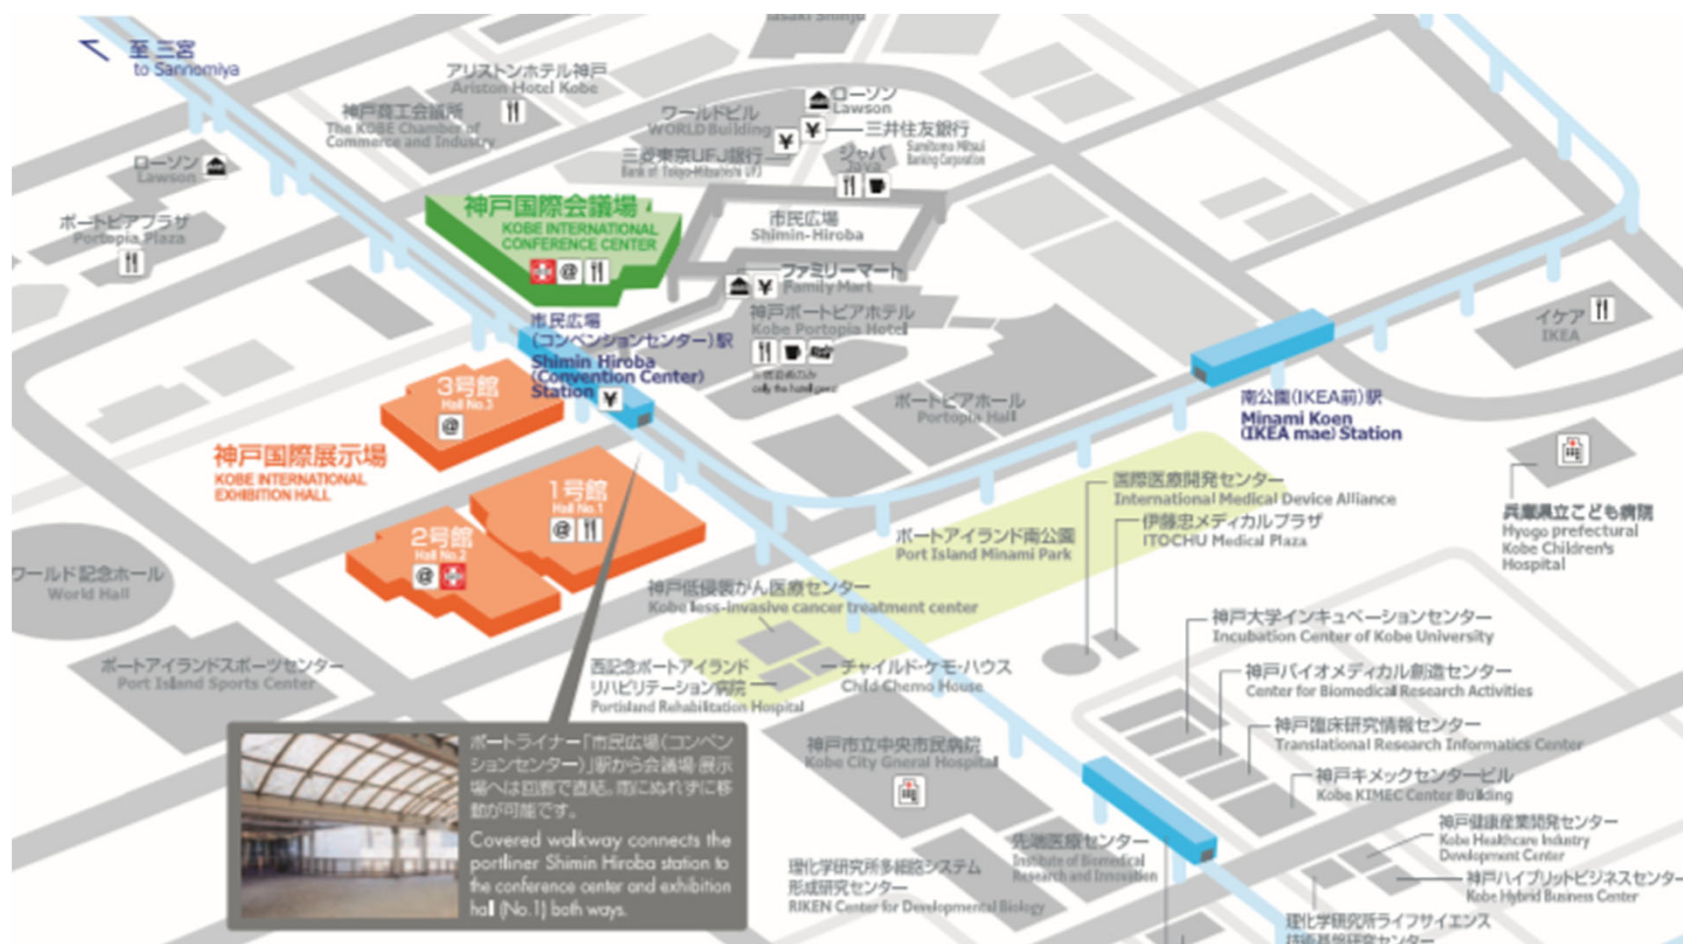 Tasaki Shinju
至 三宮
to Sannomiya
アリストンホテル神戸
Ariston Hotel Kobe
神戸商工会議所
The KOBE Chamber of
Commerce and Industry
ローソン
Lawson
ワールドビル
WORLD Building
¥
¥
三井住友銀行
Sumitomo Mitsui
Banking Corporation
三菱東京UFJ銀行
Bank of Tokyo-Mitsubishi UFJ
ジャバ
Java
ローソン
Lawson
ポートピアプラザ
Portopia Plaza
神戸国際会議場
KOBE INTERNATIONAL
CONFERENCE CENTER
@
市民広場
Shimin-Hiroba
ファミリーマート
Family Mart
¥
神戸ポートピアホテル
Kobe Portopia Hotel
only the hotel guest
市民広場
(コンベンションセンター)駅
Shimin Hiroba
(Convention Center)
Station
¥
イケア
IKEA
3号館
Hall No.3
@
ポートピアホール
Portopia Hall
南公園(IKEA前)駅
Minami Koen
(IKEA mae) Station
神戸国際展示場
KOBE INTERNATIONAL
EXHIBITION HALL
1号館
Hall No.1
@
2号館
Hall No.2
@
国際医療開発センター
International Medical Device Alliance
伊藤忠メディカルプラザ
ITOCHU Medical Plaza
兵庫県立こども病院
Hyogo prefectural
Kobe Children's
Hospital
ポートアイランド南公園
Port Island Minami Park
ワールド記念ホール
World Hall
神戸低侵襲がん医療センター
Kobe less-invasive cancer treatment center
神戸大学インキュベーションセンター
Incubation Center of Kobe University
ポートアイランドスポーツセンター
Port Island Sports Center
西記念ポートアイランド
リハビリテーション病院
Portisland Rehabilitation Hospital
チャイルド・ケモ・ハウス
Child Chemo House
神戸バイオメディカル創造センター
Center for Biomedical Research Activities
神戸臨床研究情報センター
Translational Research Informatics Center
神戸市立中央市民病院
Kobe City Gneral Hospital
神戸キメックセンタービル
Kobe KIMEC Center Building
ポートライナー「市民広場(コンベン
ションセンター)」駅から会議場・展示
場へは回廊で直結。雨にぬれずに移
動が可能です。
Covered walkway connects the
portliner Shimin Hiroba station to
the conference center and exhibition
hall (No.1) both ways.
先端医療センター
Institute of Biomedical
Research and Innovation
理化学研究所多細胞システム
形成研究センター
RIKEN Center for Developmental Biology
神戸健康産業開発センター
Kobe Healthcare Industry
Development Center
神戸ハイブリッドビジネスセンター
Kobe Hybrid Business Center
理化学研究所ライフサイエンス
技術基盤研究センター